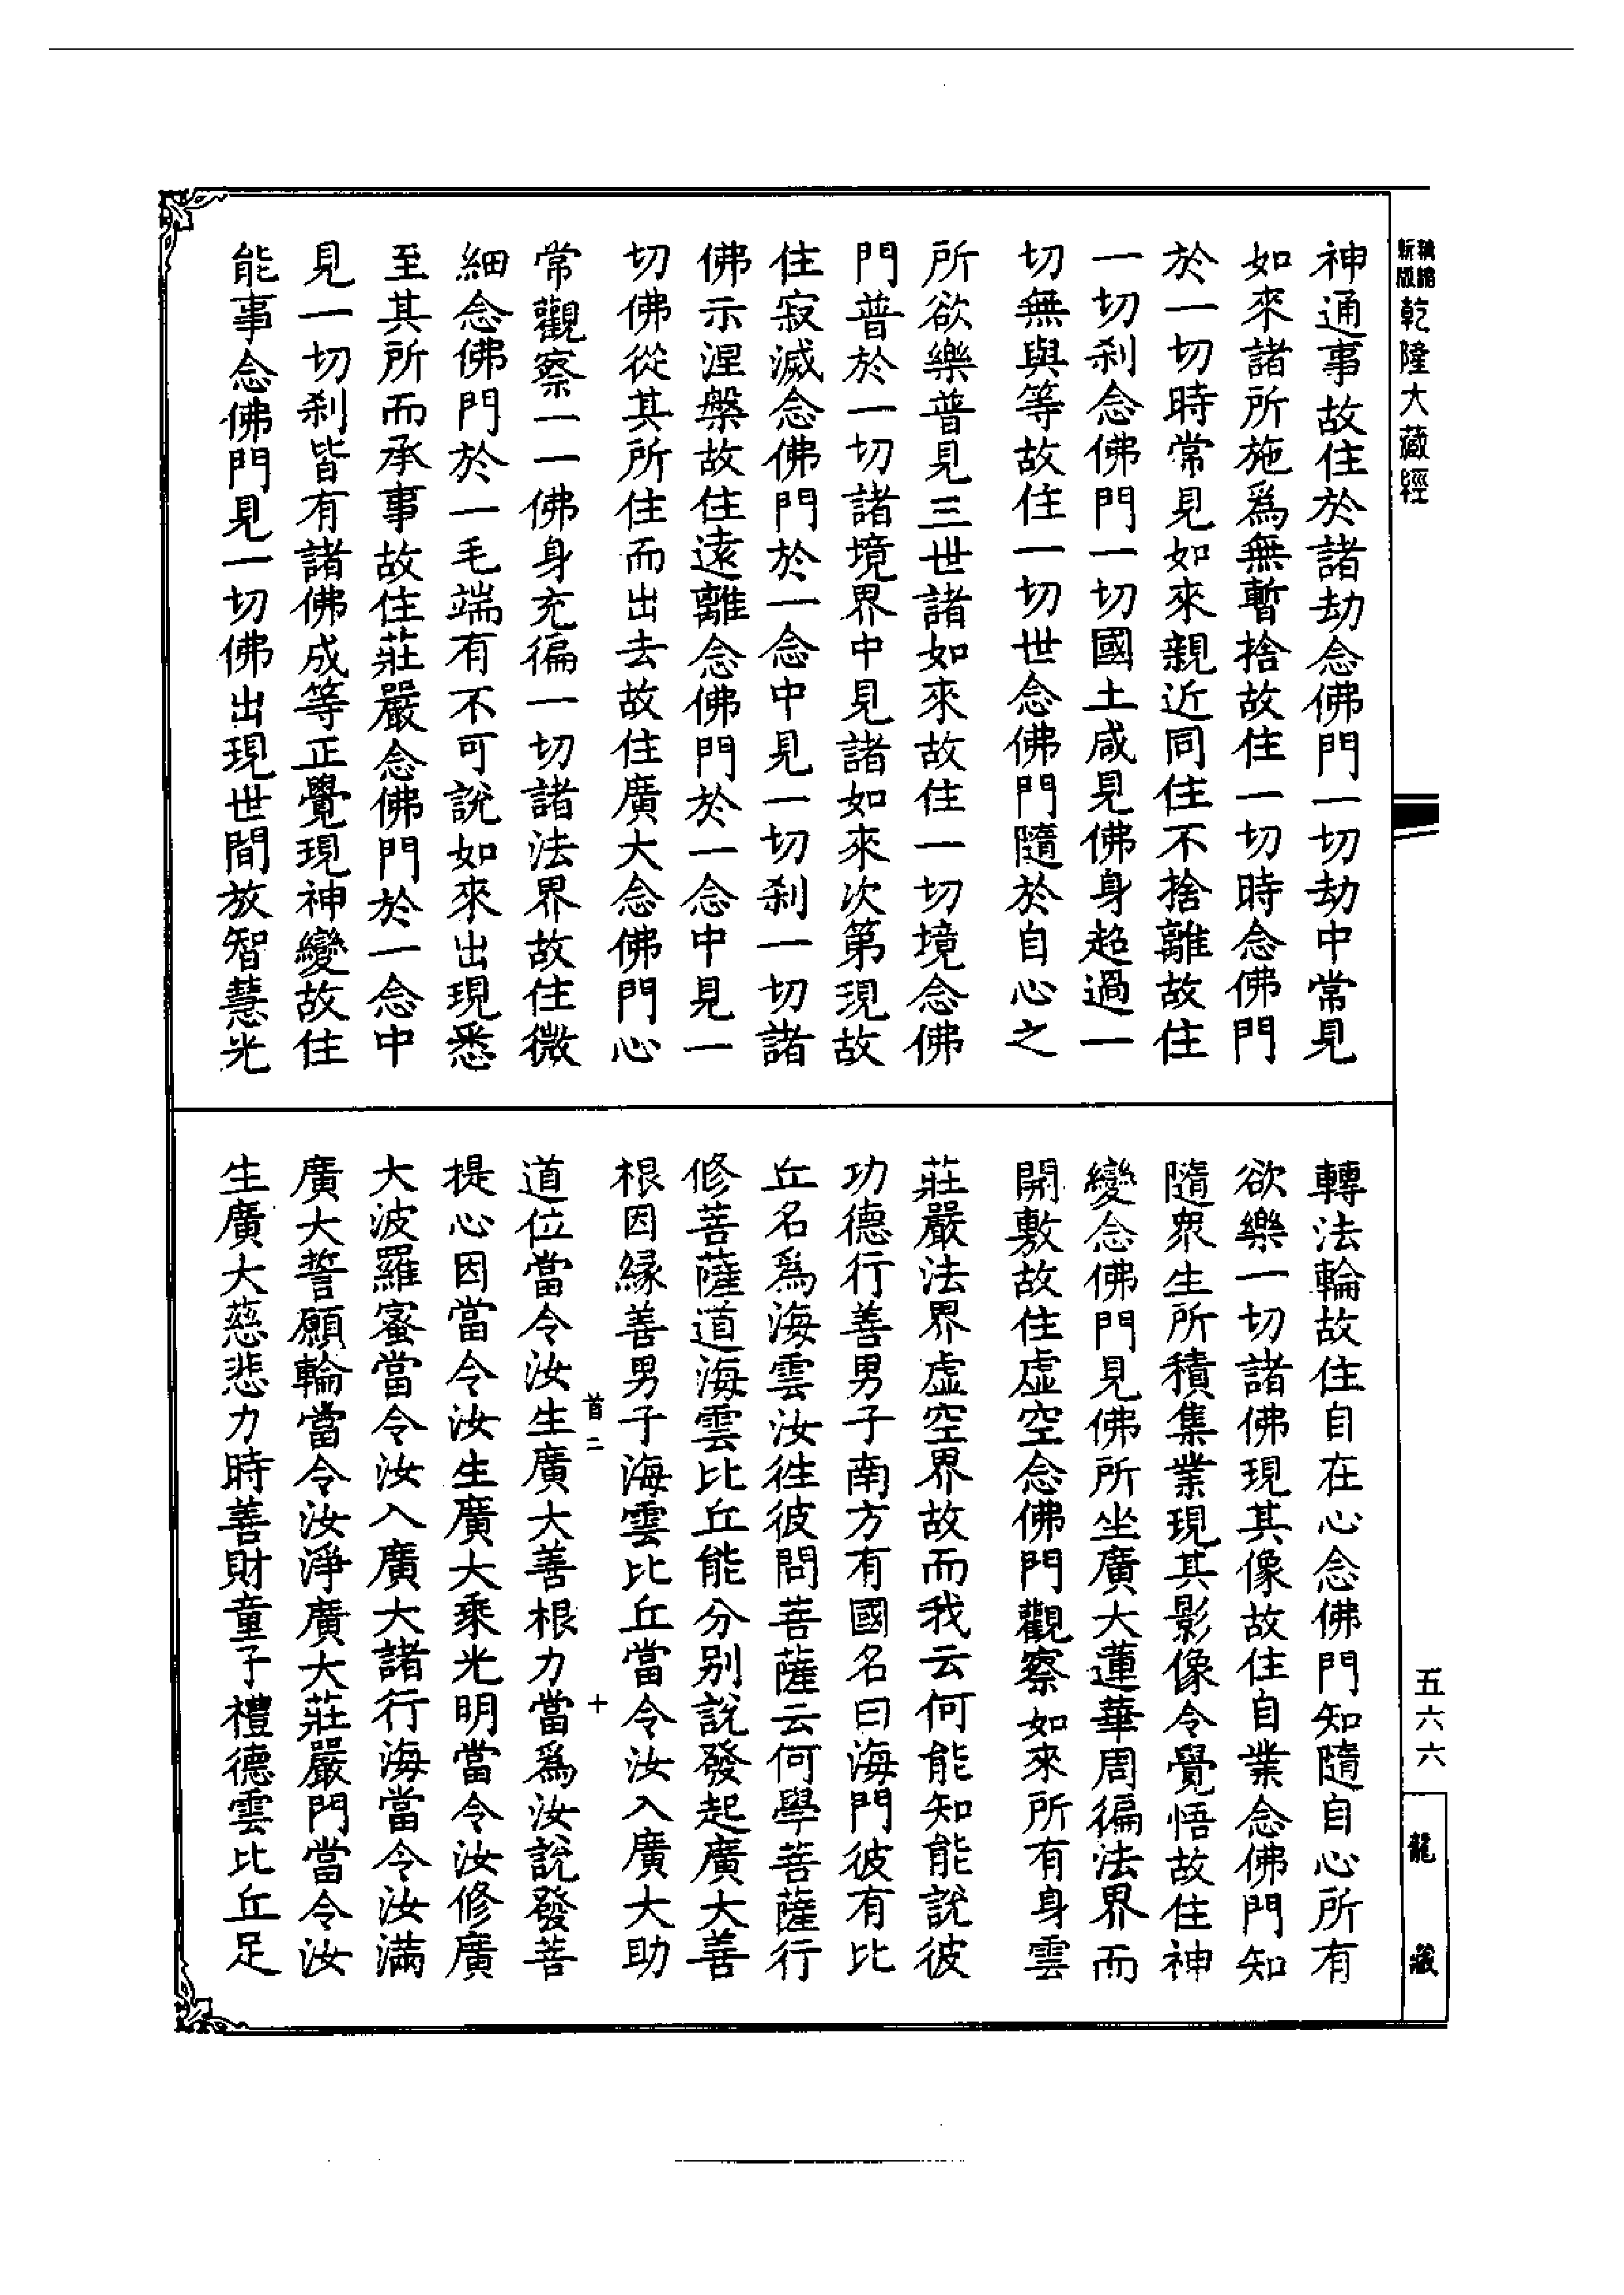 新版
縮
乾隆大藏經
神通事故住於諸劫念佛門一切劫中常見
如來諸所施爲無暫捨故住一切時念佛門
於一切時常見如來親近同住不捨離故住
一切刹念佛門一切國土咸見佛身超過一
切無與等故住一切世念佛門隨於自心之
所欲樂普見三世諸如來故住一切境念佛
門普於一切諸境界中見諸如來次第現故
住寂滅念佛門於一念中見一切刹一切諸
佛示涅槃故住遠離念佛門於一念中見一
切佛從其所住而出去故住廣大念佛門心
常觀察一一佛身充徧一切諸法界故住微
細念佛門於一毛端有不可說如來出現悉
至其所而承事故住莊嚴念佛門於一念中
見一切刹皆有諸佛成等正覺現神變故住
能事念佛門見一切佛出現世間放智慧光
轉法輪故住自在心念佛門知隨自心所有
欲樂一切諸佛現其像故住自業念佛門知
隨眾生所積集業現其影像令覺悟故住神
變念佛門見佛所坐廣大蓮華周徧法界而
開敷故住虛空念佛門觀察如來所有身雲
莊嚴法界虛空界故而我云何能知能說彼
功德行善男子南方有國名曰海門彼有比
丘名爲海雲汝往彼問菩薩云何學菩薩行
修菩薩道海雲比丘能分別說發起廣大善
根因緣善男子海雲比丘當令汝入廣大助
道位當令汝生廣大善根力當爲汝說發菩
首二
十
提心因當令汝生廣大乘光明當令汝修廣
大波羅蜜當令汝入廣大諸行海當令汝滿
廣大誓願輪當令汝淨廣大莊嚴門當令汝
生廣大慈悲力時善財童子禮德雲比丘足
五六六
龍藏